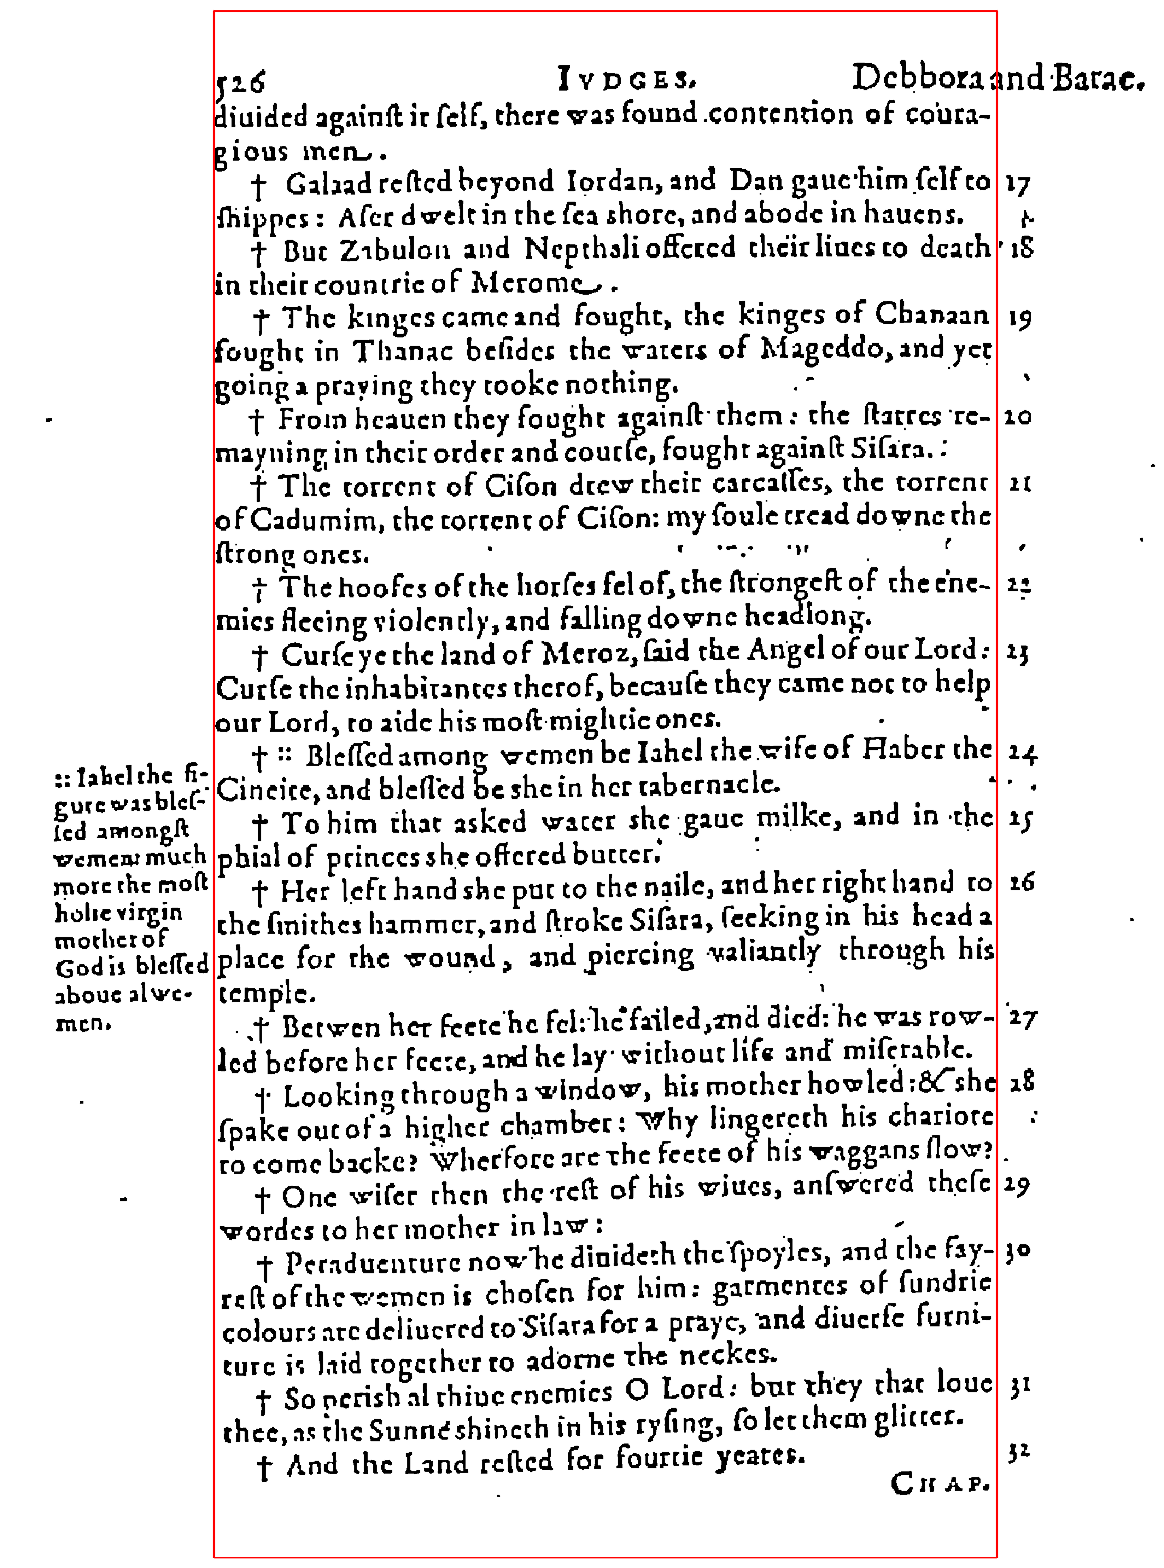 526 IVDGES. Debbora and Barac.
diuided againſt it ſelf, there was found contention of coura-
gious men.
† Galaad reſted beyond Iordan, and Dan gaue him ſelf to 17
ſhippes: Aſer dwelt in the ſea shore, and abode in hauens.
† But Zabulon and Nepthali offered their liues to death 18
in their countrie of Merome.
† The kinges came and fought, the kinges of Chanaan 19
fought in Thanac beſides the waters of Mageddo, and yet
going a praying they tooke nothing.
† From heauen they fought againſt them: the ſtarres re- 20
mayning in their order and courſe, fought againſt Siſara.
† The torrent of Ciſon drew their carcaſſes, the torrent 21
of Cadumim, the torrent of Ciſon: my ſoule tread downe the
ſtrong ones.
† The hoofes of the horſes fel of, the ſtrongeſt of the ene- 22
mies fleeing violently, and falling downe headlong.
† Curſe ye the land of Meroz, ſaid the Angel of our Lord: 23
Curſe the inhabitantes therof, becauſe they came not to help
our Lord, to aide his moſt mightie ones.
† :: Bleſſed among wemen be Iahel the wife of Haber the 24
Cineite, and bleſſed be she in her tabernacle.
† To him that asked water she gaue milke, and in the 25
phial of princes she offered butter.
† Her left hand she put to the naile, and her right hand to 26
the ſmithes hammer, and ſtroke Siſara, ſeeking in his head a
place for the wound, and piercing valiantly through his
temple.
† Betwen her feete he fel: he failed, and died: he was row- 27
led before her feete, and he lay without life and miſerable.
† Looking through a window, his mother howled: & she 28
ſpake out of a higher chamber: Why lingereth his chariote
to come backe? Wherfore are the feete of his waggans ſlow?
† One wiſer then the reſt of his wiues, anſwered theſe 29
wordes to her mother in law:
† Peraduenture now he diuideth the ſpoyles, and the fay- 30
reſt of the wemen is choſen for him: garmentes of ſundrie
colours are deliuered to Siſara for a praye, and diuerſe furni-
ture is laid together to adorne the neckes.
† So perish al thiue enemies O Lord: but they that loue 31
thee, as the Sunne shineth in his ryſing, ſo let them glitter.
† And the Land reſted for fourtie yeares. 32
CHAP.
:: Iahel the fi-
gure was bleſ-
ſed amongſt
wemen: much
more the moſt
holie virgin
mother of
God is bleſſed
aboue al we-
men.